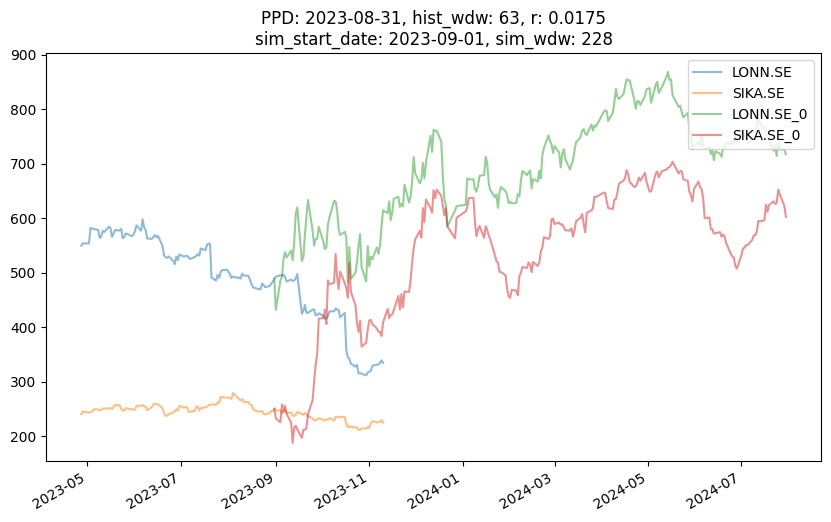 PPD: 2023-08-31, hist_wdw: 63, r: 0.0175
sim_start_date: 2023-09-01, sim_wdw: 228
900
800
700
600
500
400
300
200
LONN.SE
SIKA.SE
LONN.SE_0
SIKA.SE_0
2023-05
2023-07
2023-09
2023-11
2024-01
2024-03
2024-05
2024-07